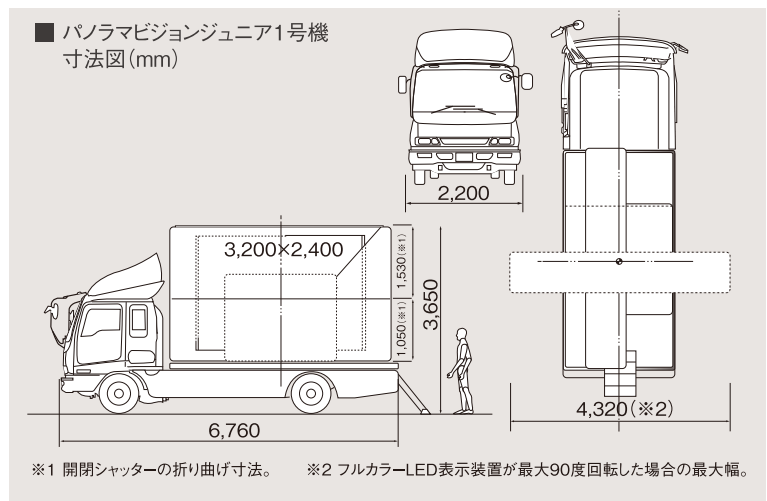 ■ パノラマビジョンジュニア1号機
寸法図（mm）
2,200
3,200×2,400
1,530（※1）
1,050（※1）
3,650
6,760
4,320（※2）
※1 開閉シャッターの折り曲げ寸法。
※2 フルカラーLED表示装置が最大90度回転した場合の最大幅。